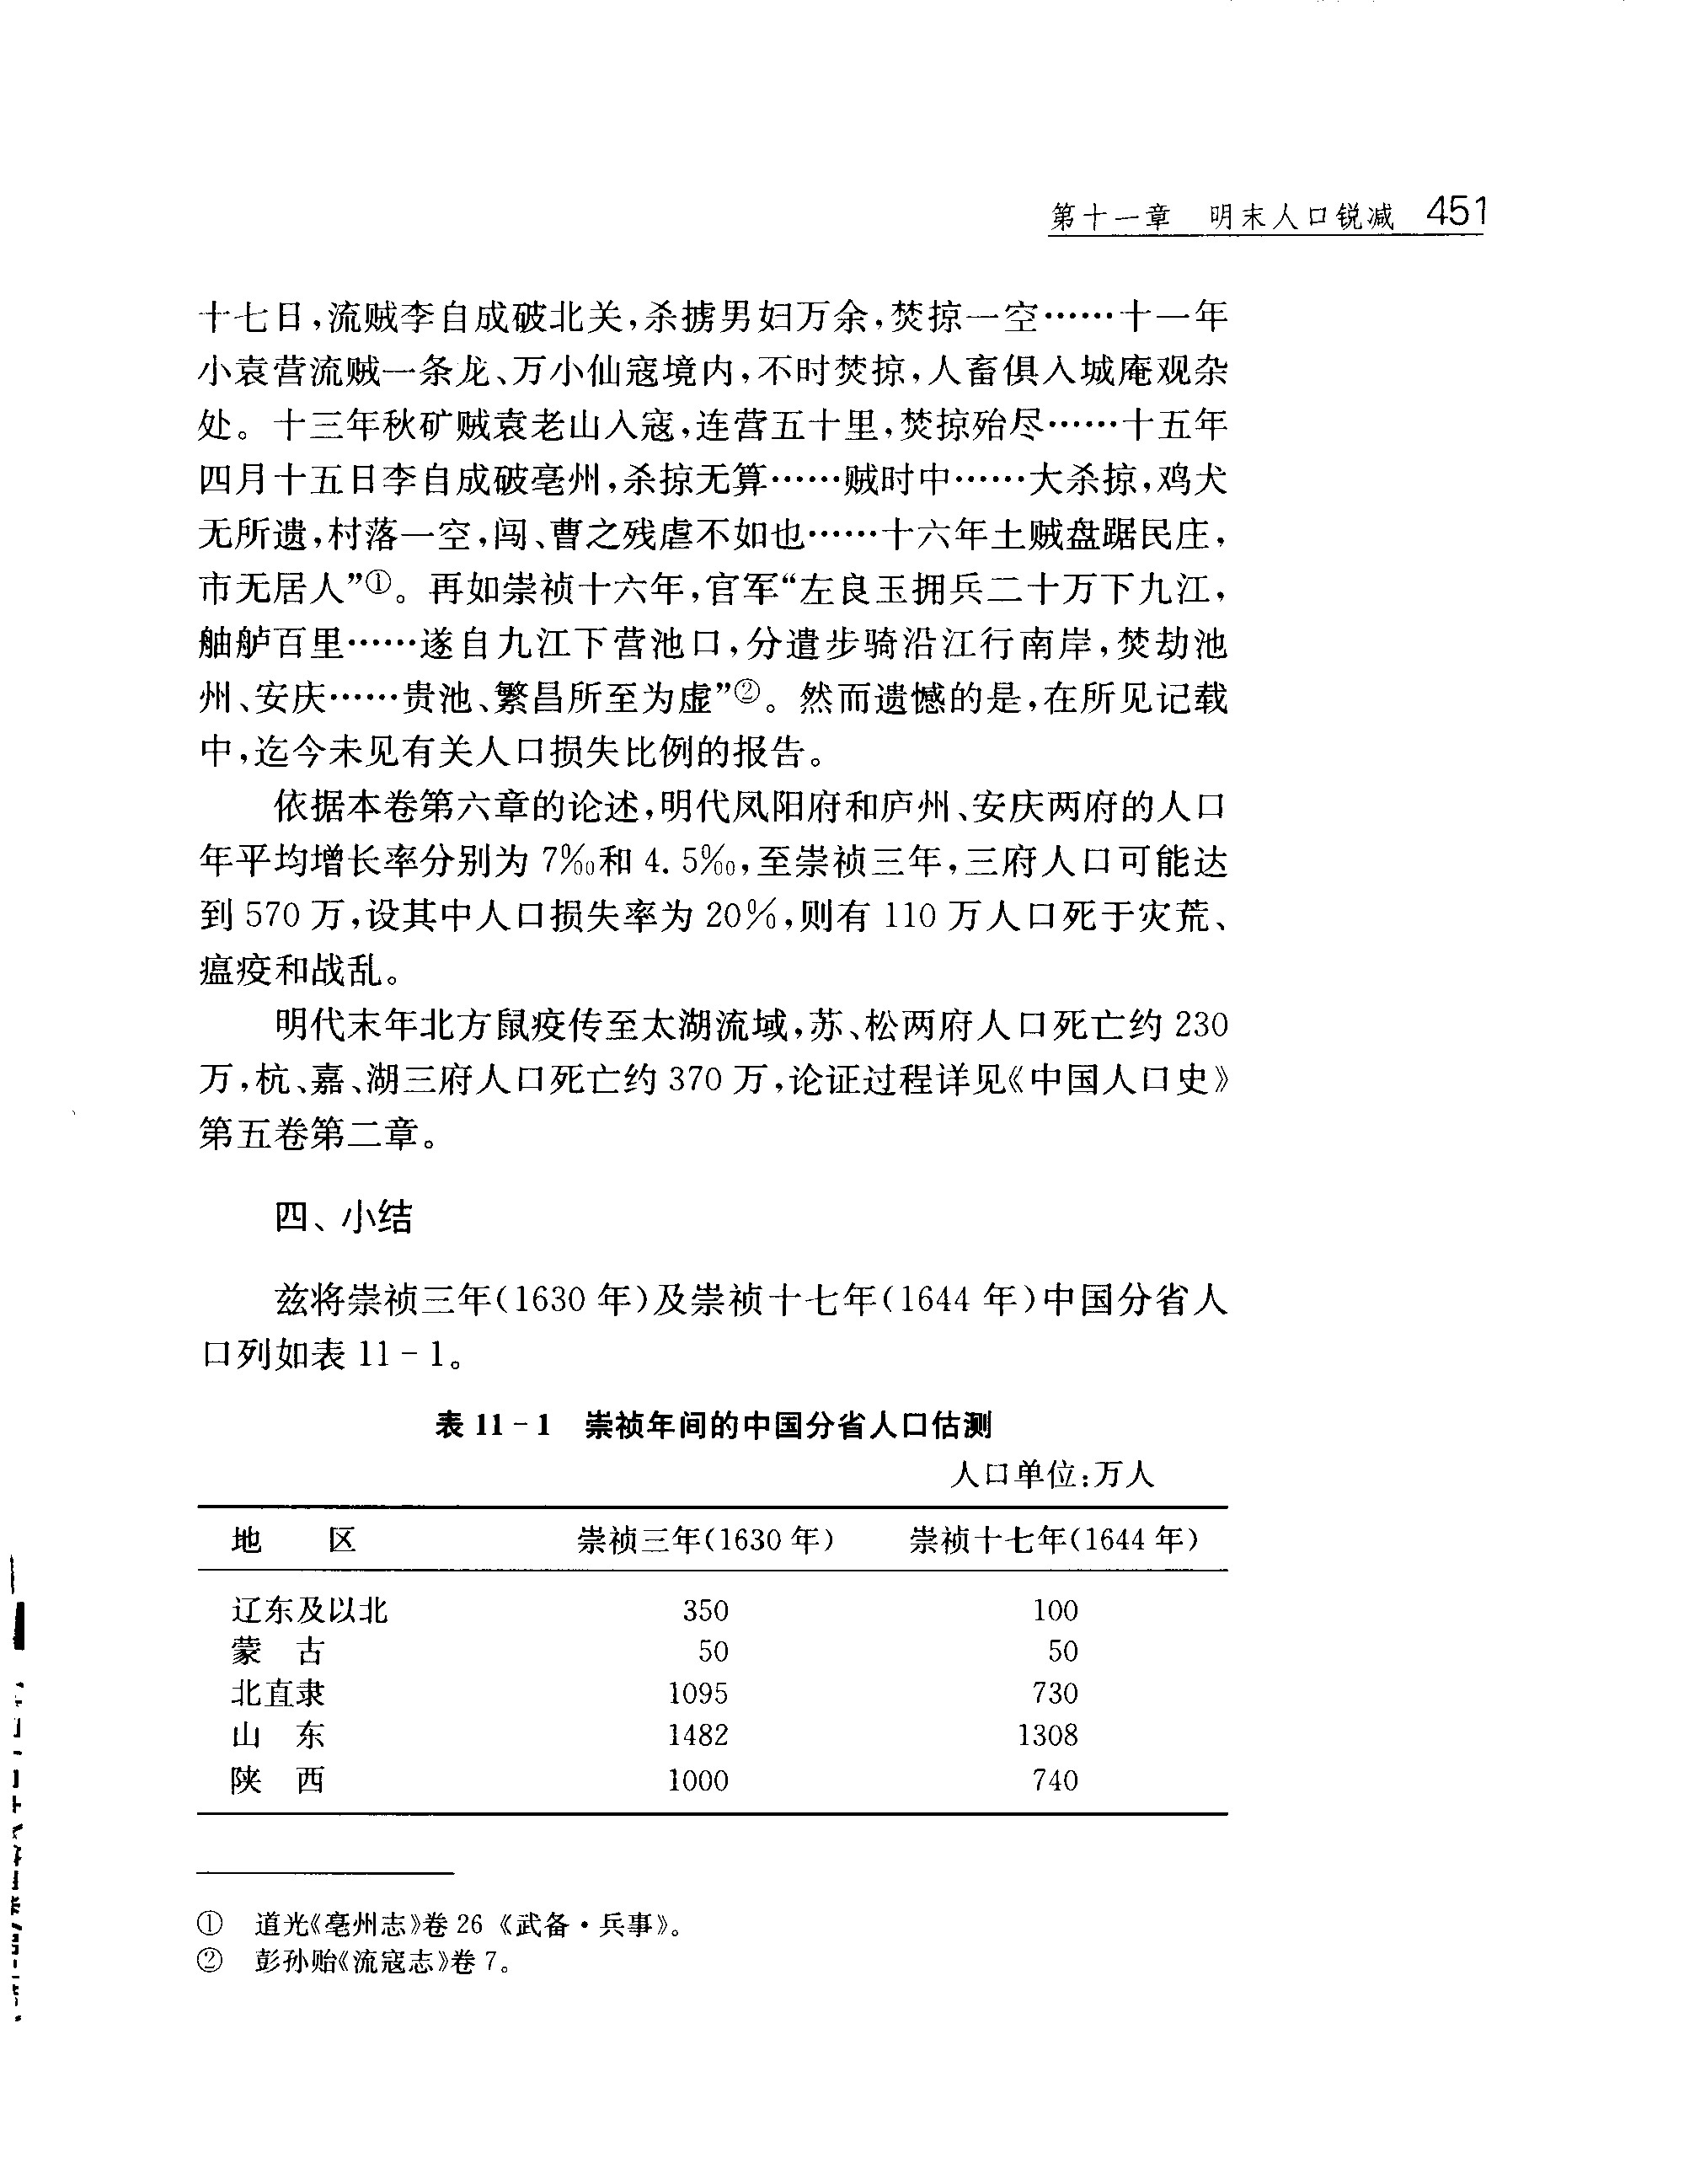 第十一章 明末人口锐减 451
十七日,流贼李自成破北关,杀掳男妇万余,焚掠一空……十一年
小袁营流贼一条龙、万小仙寇境内,不时焚掠,人畜俱入城庵观杂
处。十三年秋矿贼袁老山入寇,连营五十里,焚掠殆尽……十五年
四月十五日李自成破亳州,杀掠无算……贼时中……大杀掠,鸡犬
无所遗,村落一空,闯、曹之残虐不如也……十六年土贼盘踞民庄,
市无居人”①。再如崇祯十六年,官军“左良玉拥兵二十万下九江,
舳舻百里……遂自九江下营池口,分遣步骑沿江行南岸,焚劫池
州、安庆……贵池、繁昌所至为虚”②。然而遗憾的是,在所见记载
中,迄今未见有关人口损失比例的报告。
依据本卷第六章的论述,明代凤阳府和庐州、安庆两府的人口
年平均增长率分别为 7‰和 4.5‰,至崇祯三年,三府人口可能达
到 570 万,设其中人口损失率为 20%,则有 110 万人口死于灾荒、
瘟疫和战乱。
明代末年北方鼠疫传至太湖流域,苏、松两府人口死亡约 230
万,杭、嘉、湖三府人口死亡约 370 万,论证过程详见《中国人口史》
第五卷第二章。
四、小结
兹将崇祯三年(1630 年)及崇祯十七年(1644 年)中国分省人
口列如表 11-1。
表 11-1 崇祯年间的中国分省人口估测
人口单位:万人
地 区 崇祯三年(1630 年) 崇祯十七年(1644 年)
辽东及以北 350 100
蒙 古 50 50
北直隶 1095 730
山 东 1482 1308
陕 西 1000 740
① 道光《亳州志》卷 26《武备·兵事》。
② 彭孙贻《流寇志》卷 7。